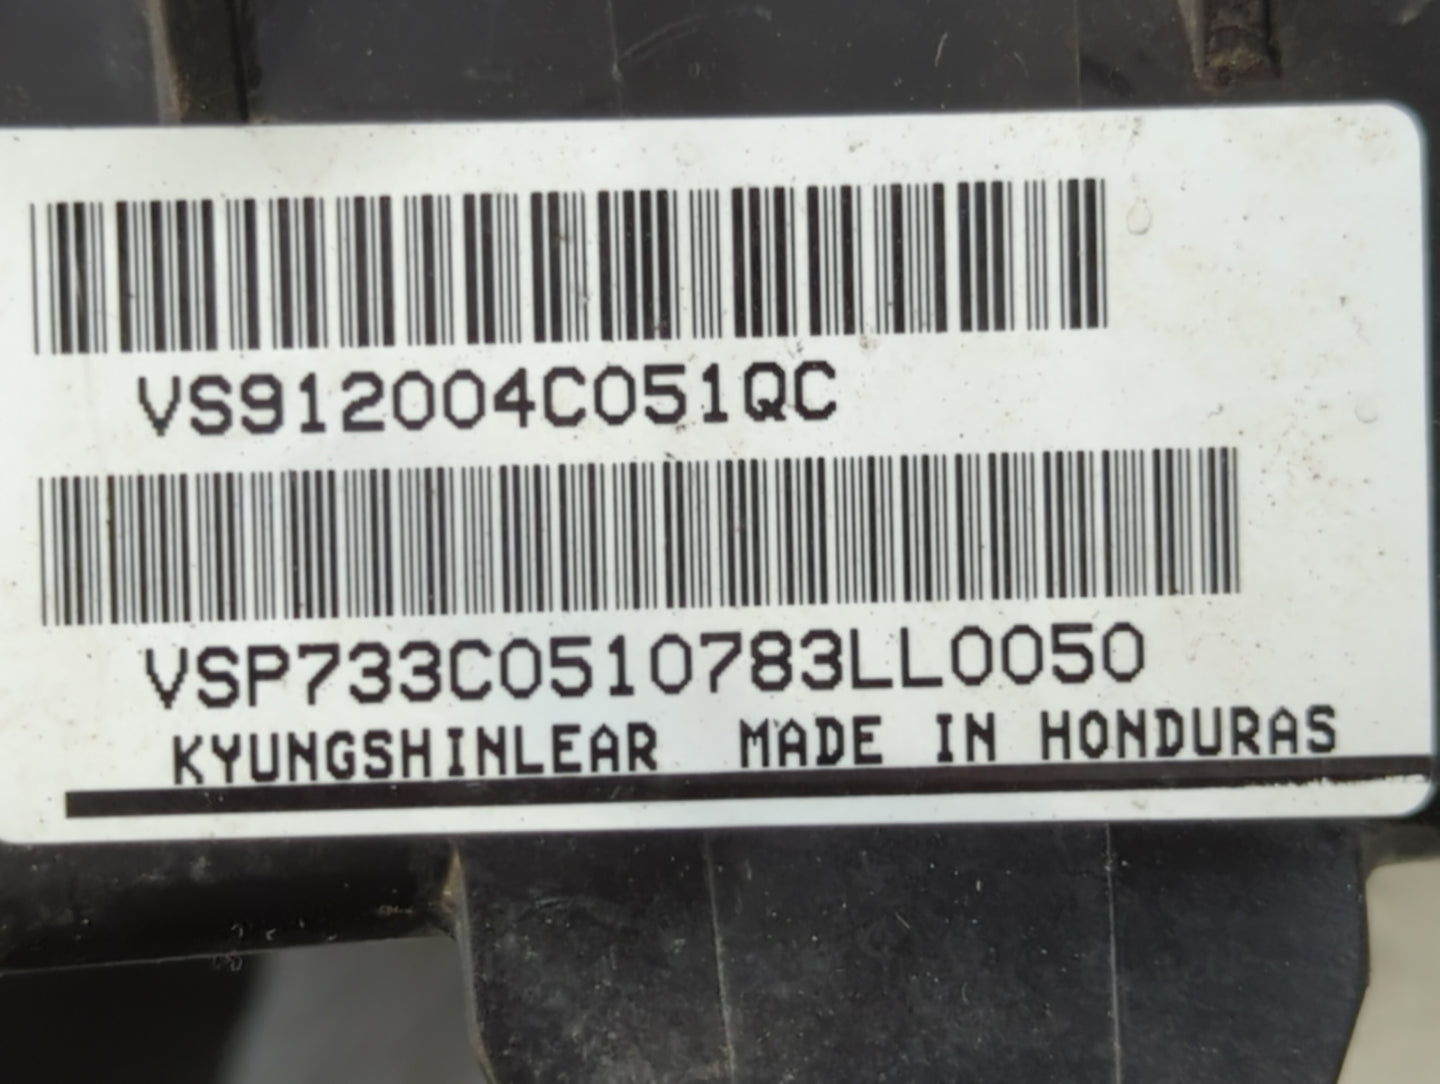 VS912004C051QC
VSP733C0510783LL0050
KYUNGSHINLEAR MADE IN HONDURAS